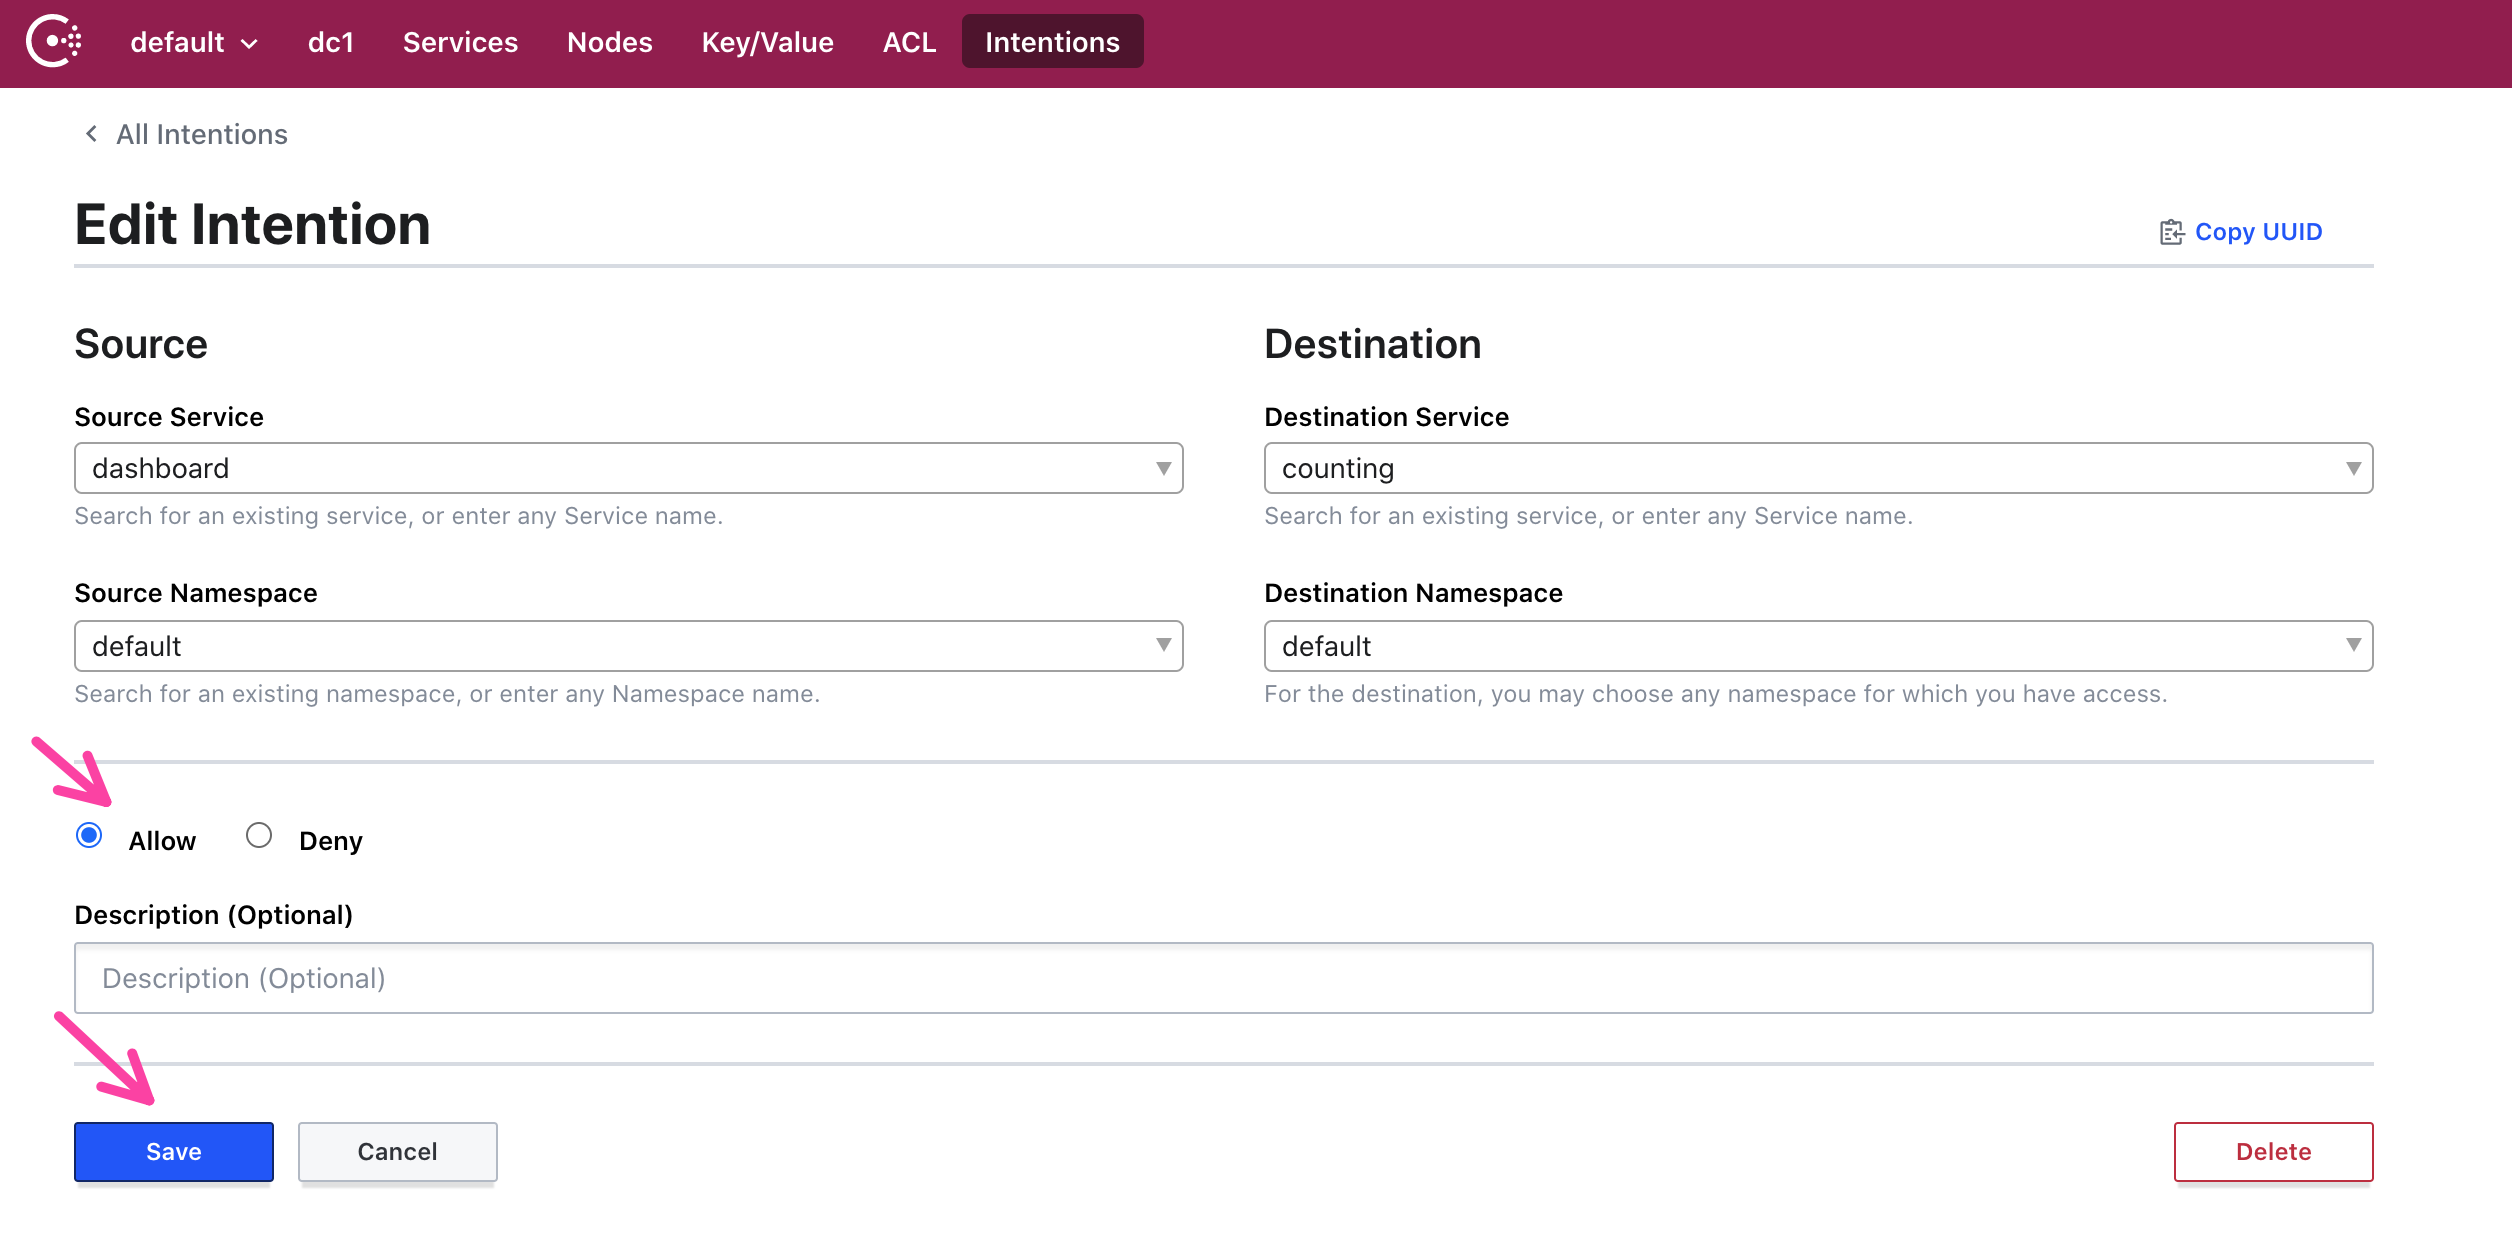 default dc1 Services Nodes Key/Value ACL Intentions
All Intentions
Edit Intention
Copy UUID
Source
Destination
Source Service
Destination Service
dashboard
counting
Search for an existing service, or enter any Service name.
Search for an existing service, or enter any Service name.
Source Namespace
Destination Namespace
default
default
Search for an existing namespace, or enter any Namespace name.
For the destination, you may choose any namespace for which you have access.
Allow Deny
Description (Optional)
Description (Optional)
Save Cancel Delete